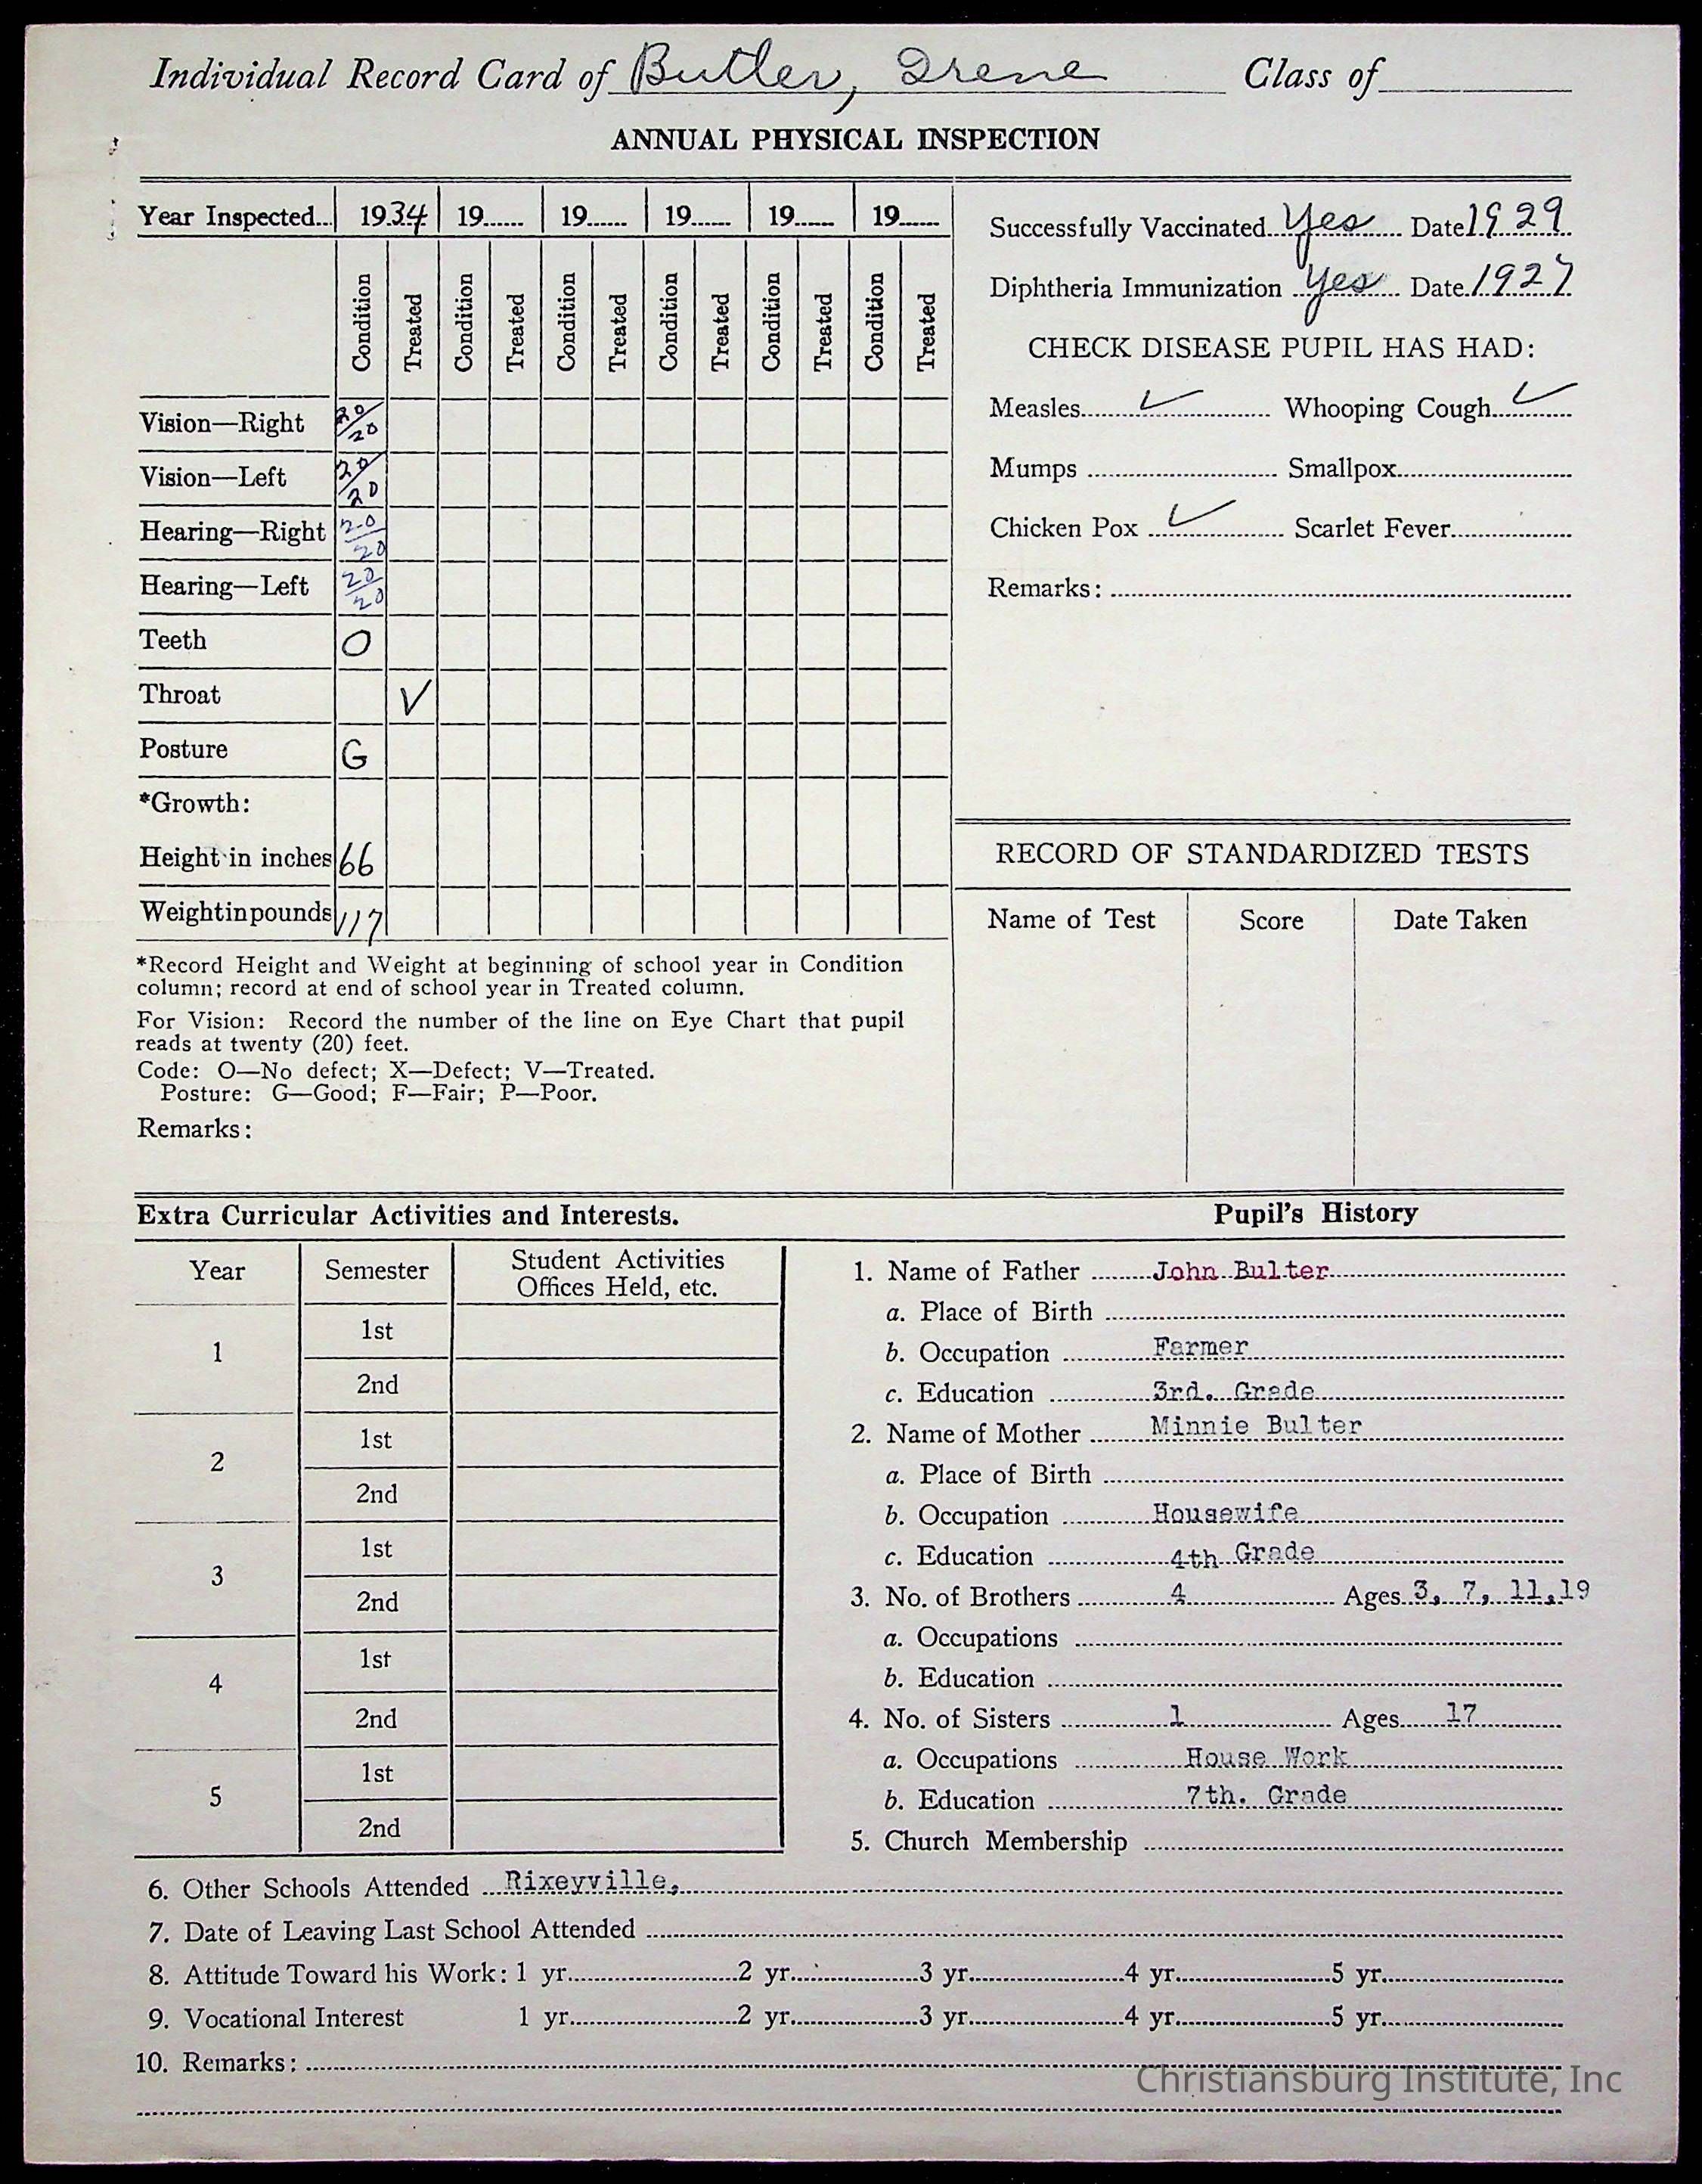 Individual Record Card of Butler, Irene Class of
ANNUAL PHYSICAL INSPECTION
Year Inspected... 1934 19...... 19...... 19...... 19...... 19......
Condition Treated Condition Treated Condition Treated Condition Treated Condition Treated Condition Treated
Vision—Right 20/20
Vision—Left 20/20
Hearing—Right 20/20
Hearing—Left 20/20
Teeth O
Throat V
Posture G
*Growth:
Height in inches 66
Weight in pounds 117
*Record Height and Weight at beginning of school year in Condition
column; record at end of school year in Treated column.
For Vision: Record the number of the line on Eye Chart that pupil
reads at twenty (20) feet.
Code: O—No defect; X—Defect; V—Treated.
Posture: G—Good; F—Fair; P—Poor.
Remarks:
Successfully Vaccinated Yes Date 1929
Diphtheria Immunization Yes Date 1927
CHECK DISEASE PUPIL HAS HAD:
Measles ✓ Whooping Cough ✓
Mumps Smallpox
Chicken Pox ✓ Scarlet Fever
Remarks:
RECORD OF STANDARDIZED TESTS
Name of Test Score Date Taken
Extra Curricular Activities and Interests.
Year Semester Student Activities
Offices Held, etc.
1 1st
2nd
2 1st
2nd
3 1st
2nd
4 1st
2nd
5 1st
2nd
Pupil's History
1. Name of Father John Bulter
a. Place of Birth
b. Occupation Farmer
c. Education 3rd. Grade
2. Name of Mother Minnie Bulter
a. Place of Birth
b. Occupation Housewife
c. Education 4th Grade
3. No. of Brothers 4 Ages 3, 7, 11,19
a. Occupations
b. Education
4. No. of Sisters 1 Ages 17
a. Occupations House Work
b. Education 7th. Grade
5. Church Membership
6. Other Schools Attended Rixeyville,
7. Date of Leaving Last School Attended
8. Attitude Toward his Work: 1 yr. 2 yr. 3 yr. 4 yr. 5 yr.
9. Vocational Interest 1 yr. 2 yr. 3 yr. 4 yr. 5 yr.
10. Remarks:
Christiansburg Institute, Inc